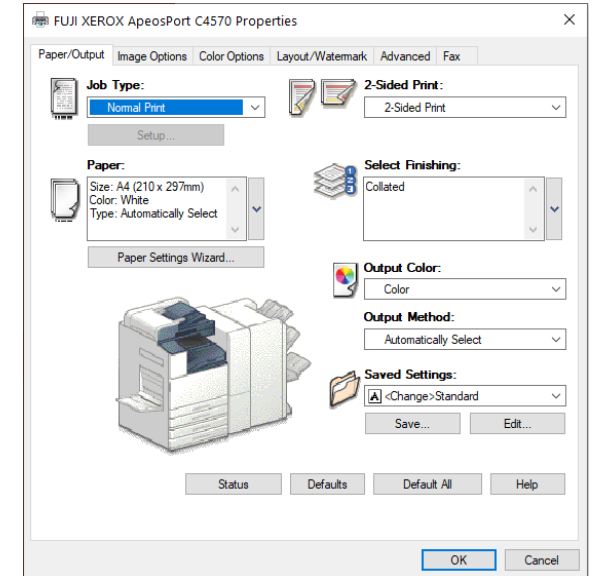 FUJI XEROX ApeosPort C4570 Properties
Paper/Output Image Options Color Options Layout/Watermark Advanced Fax
Job Type:
Normal Print
Setup...
2-Sided Print:
2-Sided Print
Paper:
Size: A4 (210 x 297mm)
Color: White
Type: Automatically Select
Paper Settings Wizard...
Select Finishing:
1
2
3
Collated
Output Color:
Color
Output Method:
Automatically Select
Saved Settings:
A <Change>Standard
Save... Edit...
Status Defaults Default All Help
OK Cancel